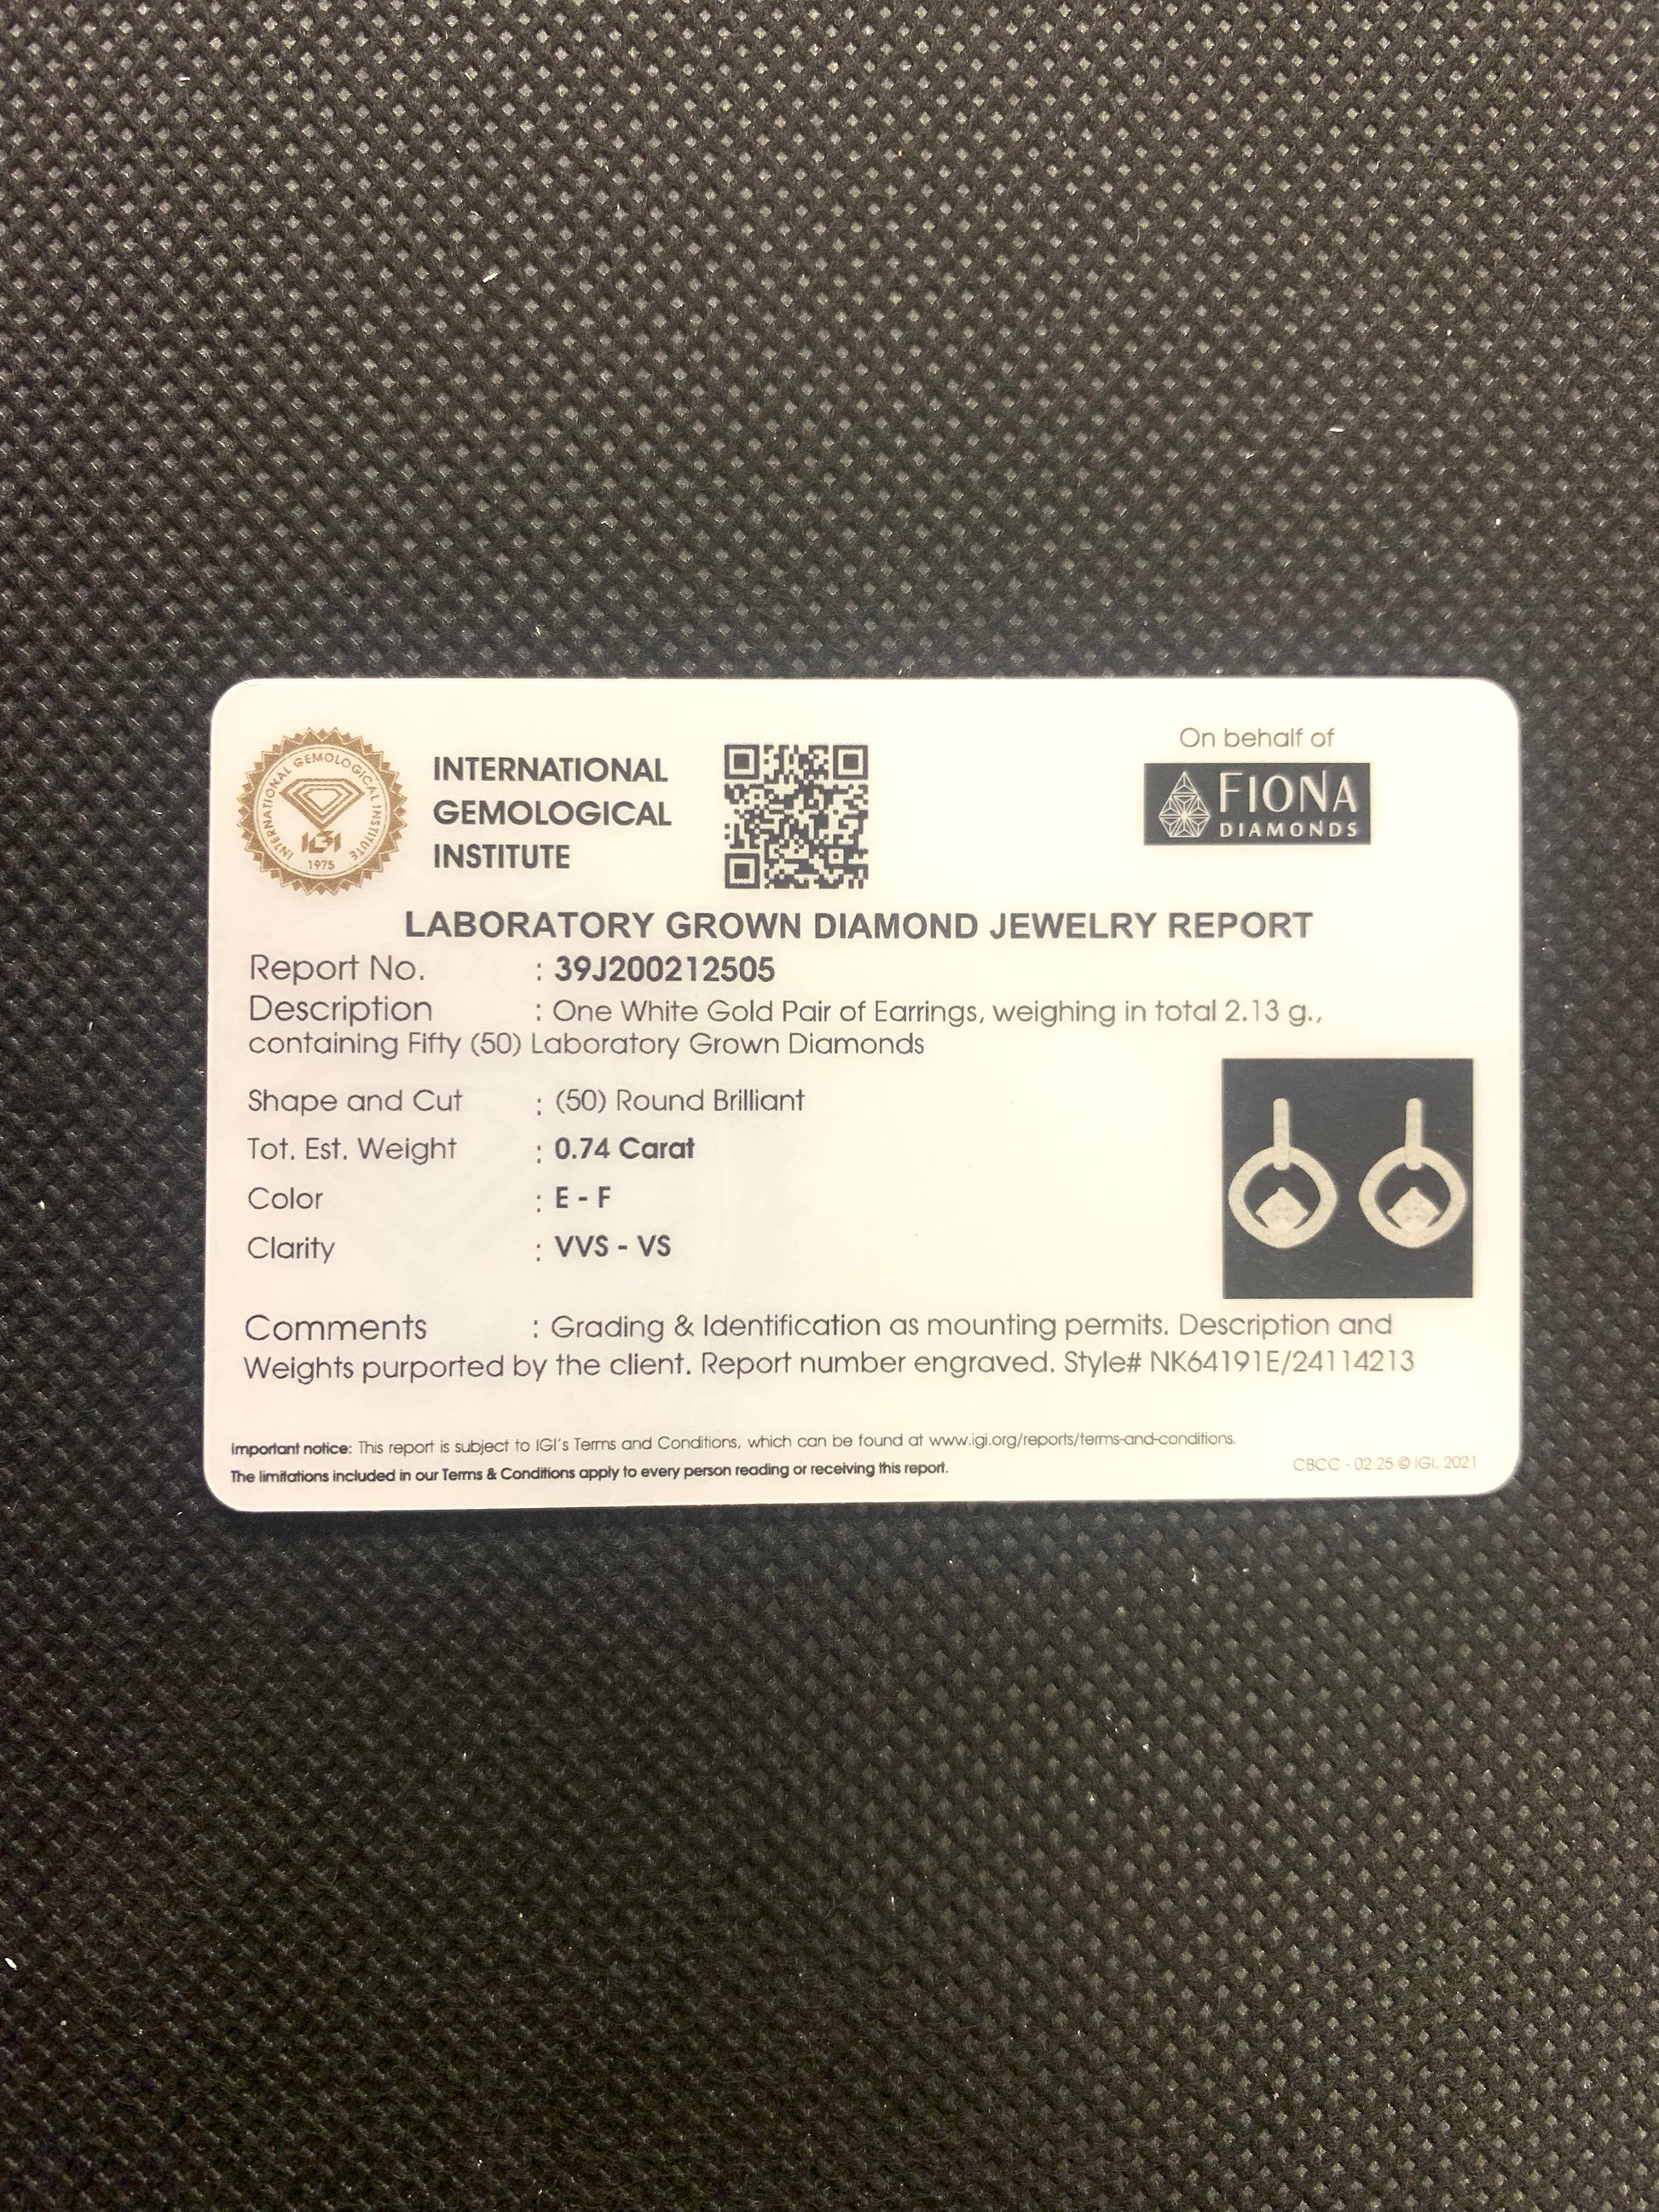 INTERNATIONAL GEMOLOGICAL INSTITUTE
IGI
1975
INTERNATIONAL
GEMOLOGICAL
INSTITUTE
On behalf of
FIONA
DIAMONDS
LABORATORY GROWN DIAMOND JEWELRY REPORT
Report No. : 39J200212505
Description : One White Gold Pair of Earrings, weighing in total 2.13 g.,
containing Fifty (50) Laboratory Grown Diamonds
Shape and Cut : (50) Round Brilliant
Tot. Est. Weight : 0.74 Carat
Color : E - F
Clarity : VVS - VS
Comments : Grading & Identification as mounting permits. Description and
Weights purported by the client. Report number engraved. Style# NK64191E/24114213
Important notice: This report is subject to IGI's Terms and Conditions, which can be found at www.igi.org/reports/terms-and-conditions.
The limitations included in our Terms & Conditions apply to every person reading or receiving this report.
CBCC - 02.25 © IGI, 2021